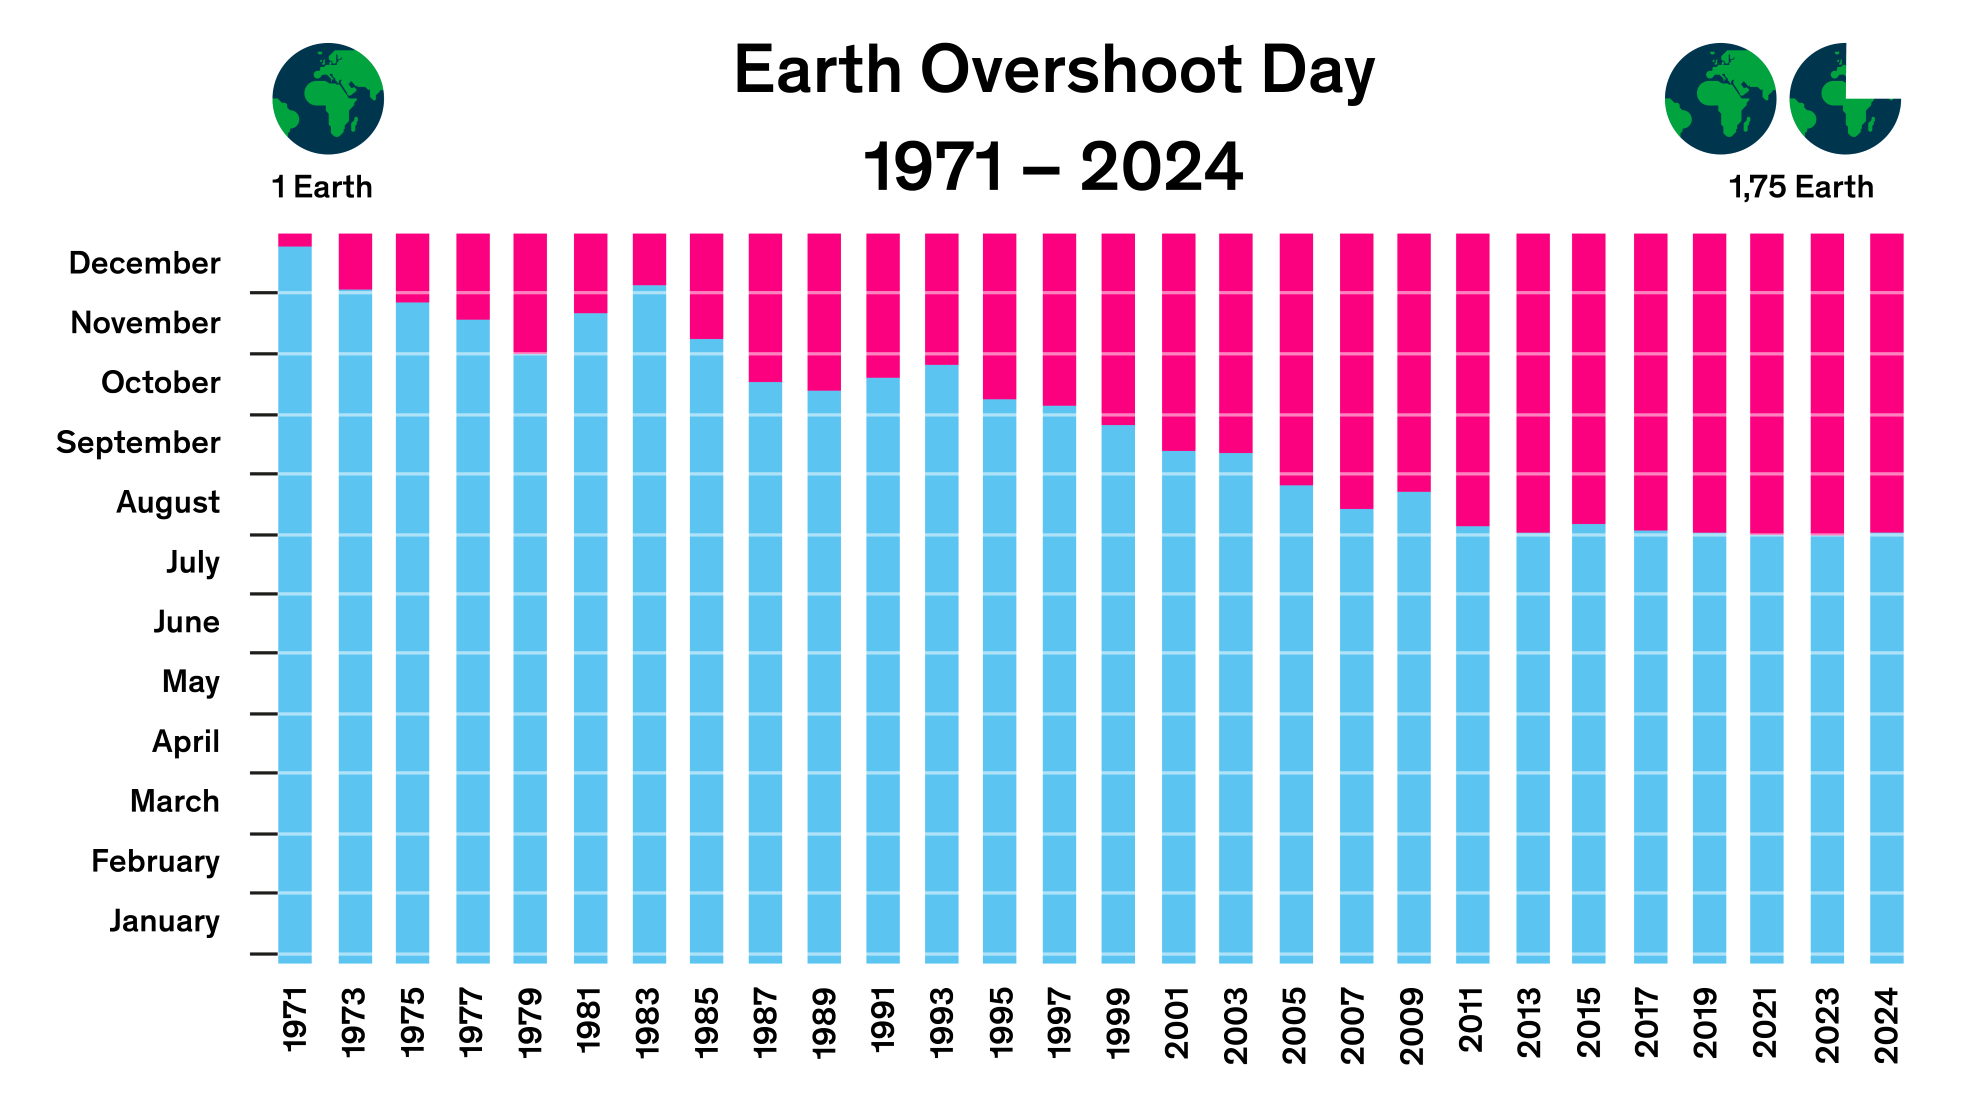 Earth Overshoot Day
1971 – 2024
1 Earth
1,75 Earth
December
November
October
September
August
July
June
May
April
March
February
January
1971
1973
1975
1977
1979
1981
1983
1985
1987
1989
1991
1993
1995
1997
1999
2001
2003
2005
2007
2009
2011
2013
2015
2017
2019
2021
2023
2024